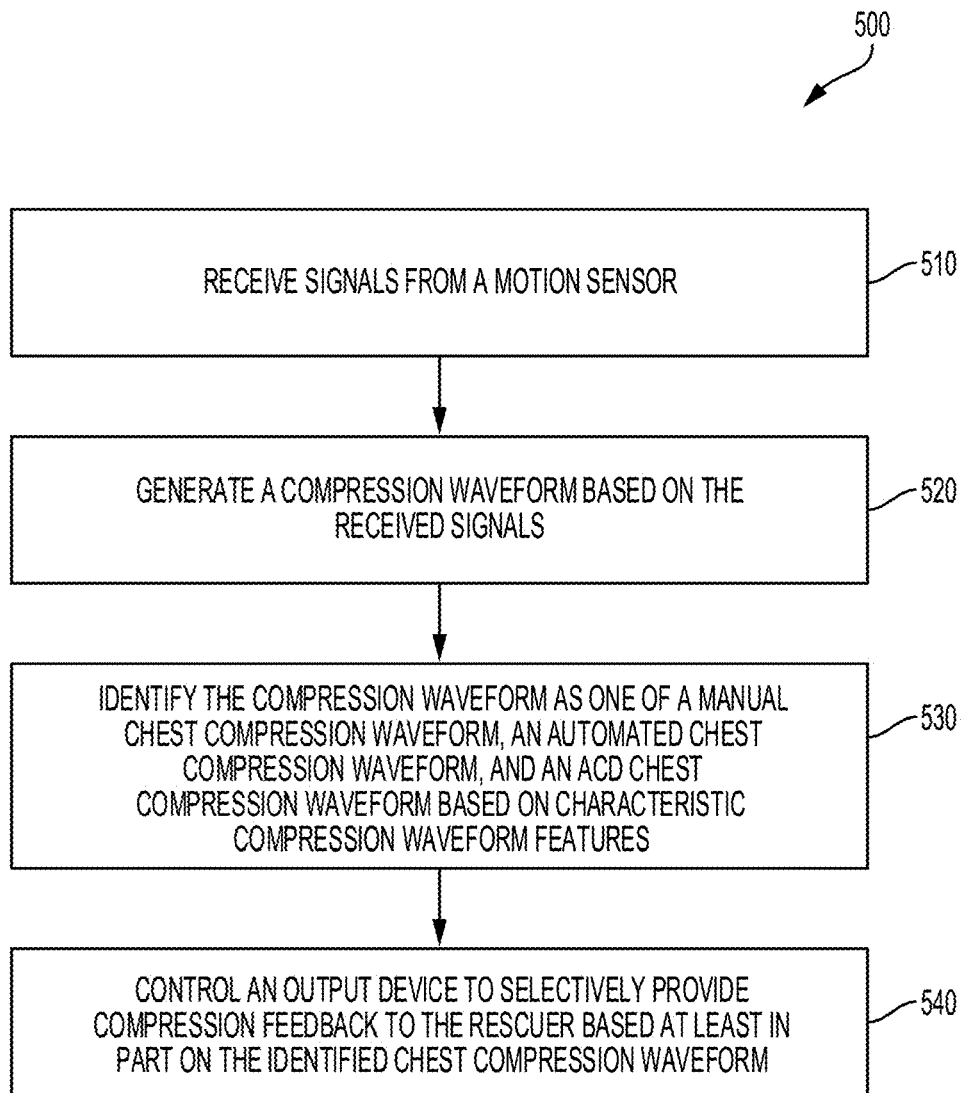 500
RECEIVE SIGNALS FROM A MOTION SENSOR
510
GENERATE A COMPRESSION WAVEFORM BASED ON THE
RECEIVED SIGNALS
520
IDENTIFY THE COMPRESSION WAVEFORM AS ONE OF A MANUAL
CHEST COMPRESSION WAVEFORM, AN AUTOMATED CHEST
COMPRESSION WAVEFORM, AND AN ACD CHEST
COMPRESSION WAVEFORM BASED ON CHARACTERISTIC
COMPRESSION WAVEFORM FEATURES
530
CONTROL AN OUTPUT DEVICE TO SELECTIVELY PROVIDE
COMPRESSION FEEDBACK TO THE RESCUER BASED AT LEAST IN
PART ON THE IDENTIFIED CHEST COMPRESSION WAVEFORM
540